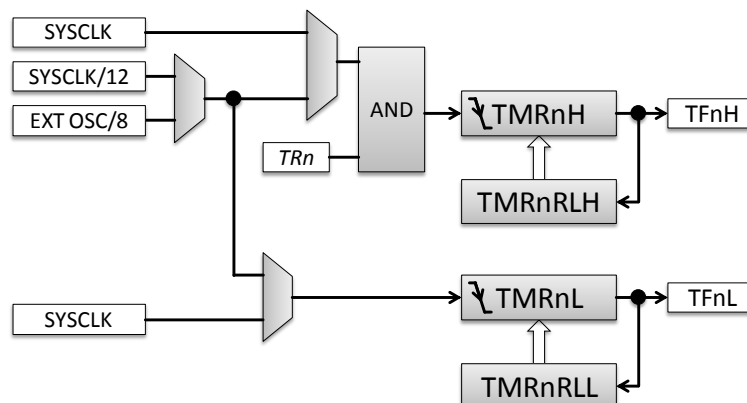 SYSCLK
SYSCLK/12
EXT OSC/8
TRn
AND
TMRnH
TFnH
TMRnRLH
SYSCLK
TMRnL
TFnL
TMRnRLL